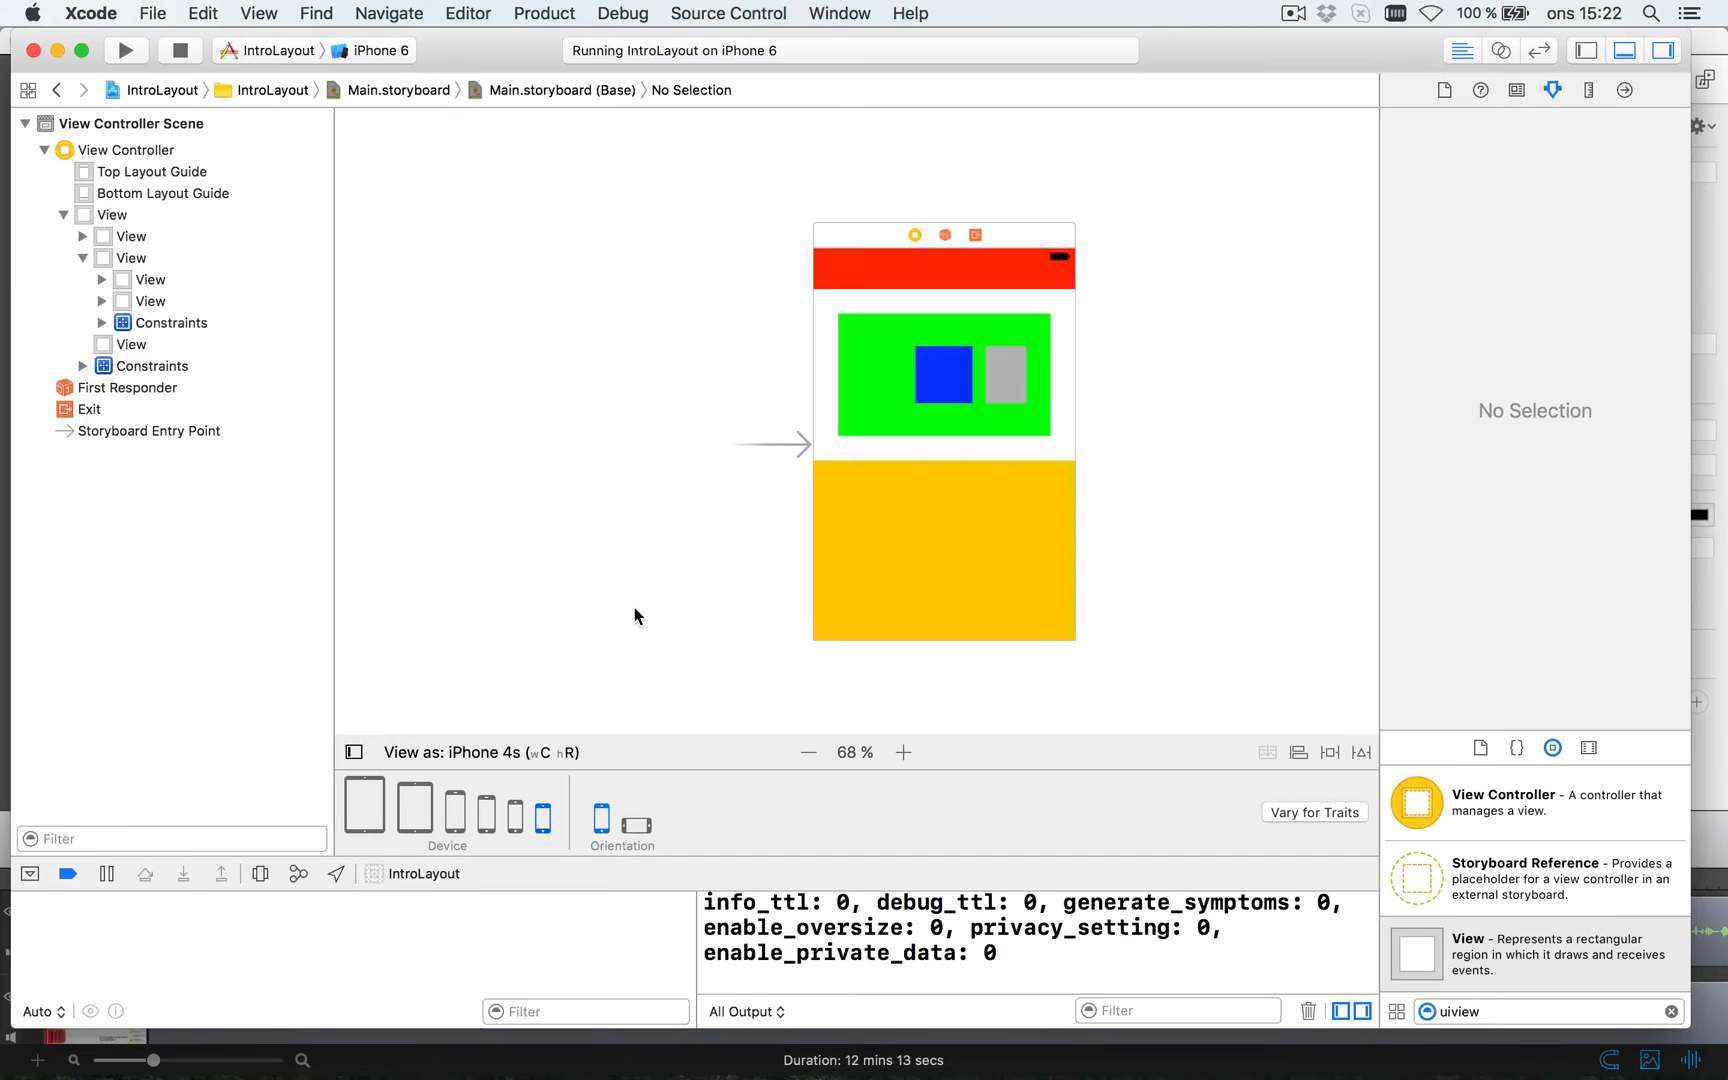 Xcode File Edit View Find Navigate Editor Product Debug Source Control Window Help 100 % ons 15:22
IntroLayout iPhone 6 Running IntroLayout on iPhone 6
IntroLayout IntroLayout Main.storyboard Main.storyboard (Base) No Selection
View Controller Scene
View Controller
Top Layout Guide
Bottom Layout Guide
View
View
View
View
View
Constraints
View
Constraints
First Responder
Exit
Storyboard Entry Point
Filter
No Selection
View as: iPhone 4s (wC hR) 68 %
Device
Orientation
Vary for Traits
View Controller - A controller that
manages a view.
Storyboard Reference - Provides a
placeholder for a view controller in an
external storyboard.
View - Represents a rectangular
region in which it draws and receives
events.
uiview
IntroLayout
info_ttl: 0, debug_ttl: 0, generate_symptoms: 0,
enable_oversize: 0, privacy_setting: 0,
enable_private_data: 0
Auto Filter All Output Filter
Duration: 12 mins 13 secs